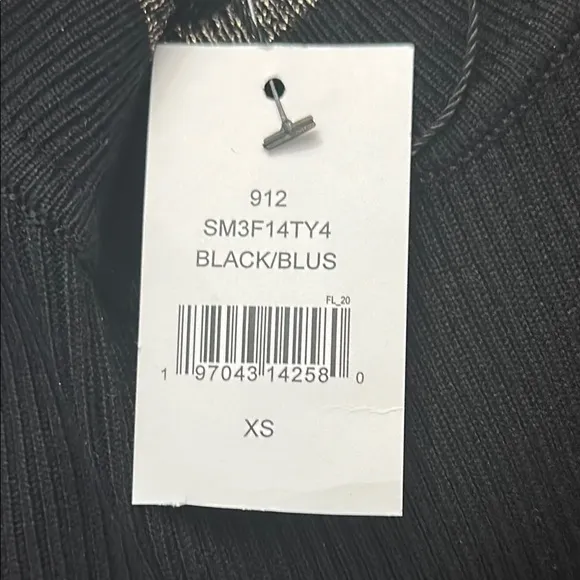 912
SM3F14TY4
BLACK/BLUS
FL_20
1 97043 14258 0
XS